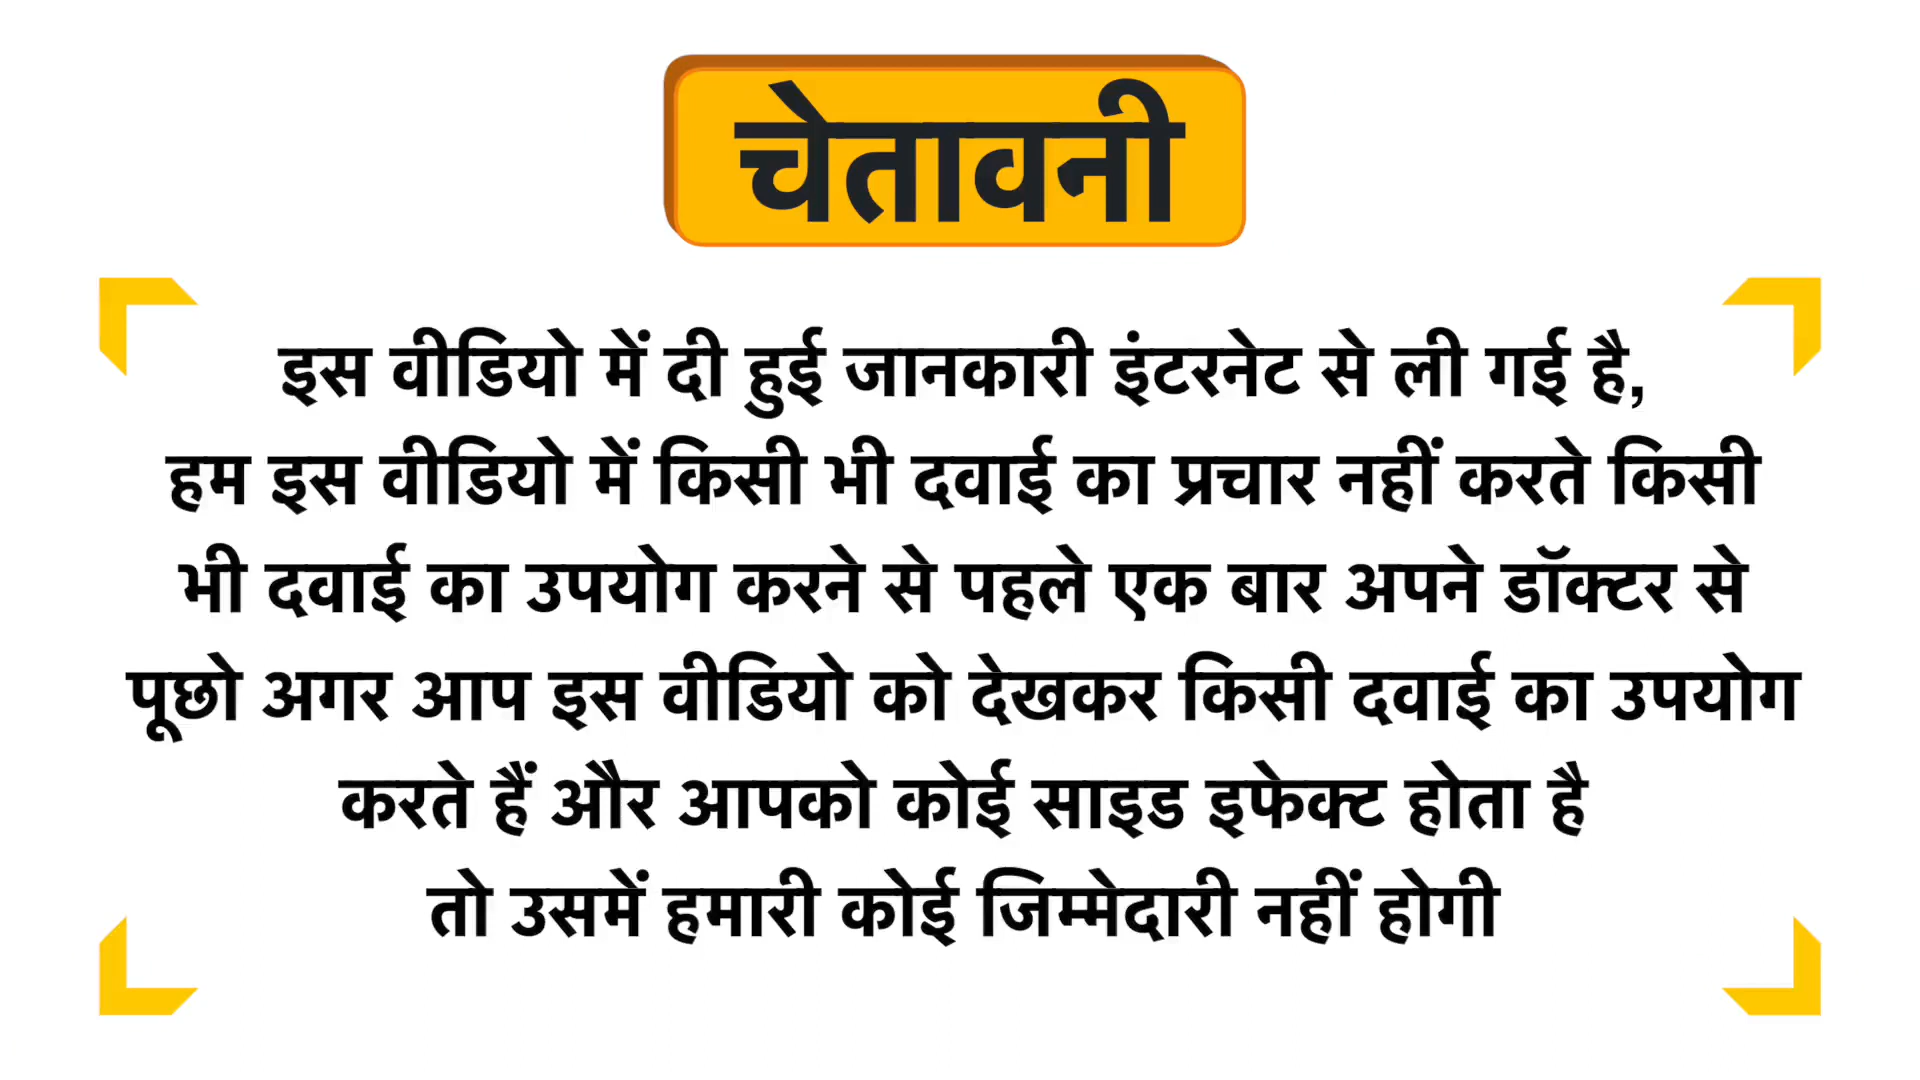 चेतावनी
इस वीडियो में दी हुई जानकारी इंटरनेट से ली गई है,
हम इस वीडियो में किसी भी दवाई का प्रचार नहीं करते किसी
भी दवाई का उपयोग करने से पहले एक बार अपने डॉक्टर से
पूछो अगर आप इस वीडियो को देखकर किसी दवाई का उपयोग
करते हैं और आपको कोई साइड इफेक्ट होता है
तो उसमें हमारी कोई जिम्मेदारी नहीं होगी